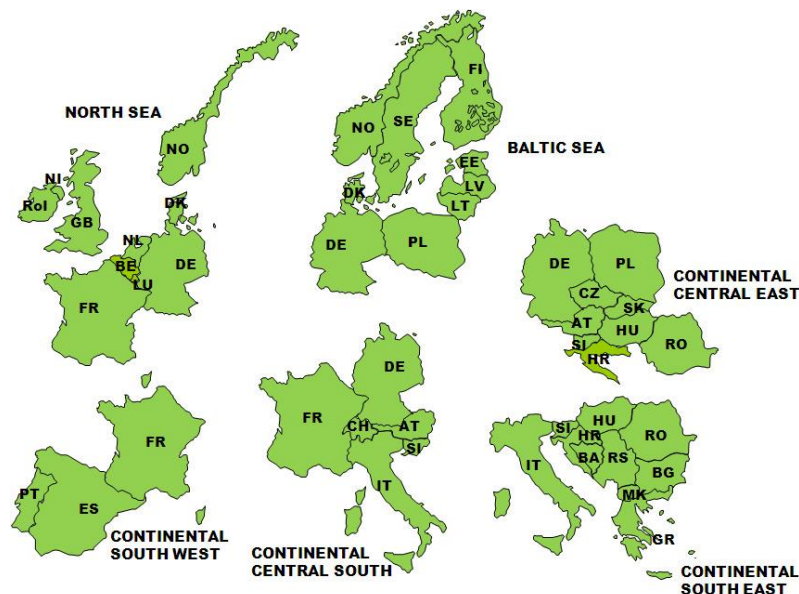 NORTH SEA
NO
NI
RoI
GB
DK
NL
BE
DE
LU
FR
BALTIC SEA
FI
NO
SE
EE
LV
LT
DK
DE
PL
CONTINENTAL
CENTRAL EAST
DE
PL
CZ
SK
AT
HU
SI
HR
RO
FR
PT
ES
CONTINENTAL
SOUTH WEST
DE
FR
CH
AT
SI
IT
CONTINENTAL
CENTRAL SOUTH
HU
SI
HR
RO
IT
BA
RS
BG
MK
GR
CONTINENTAL
SOUTH EAST